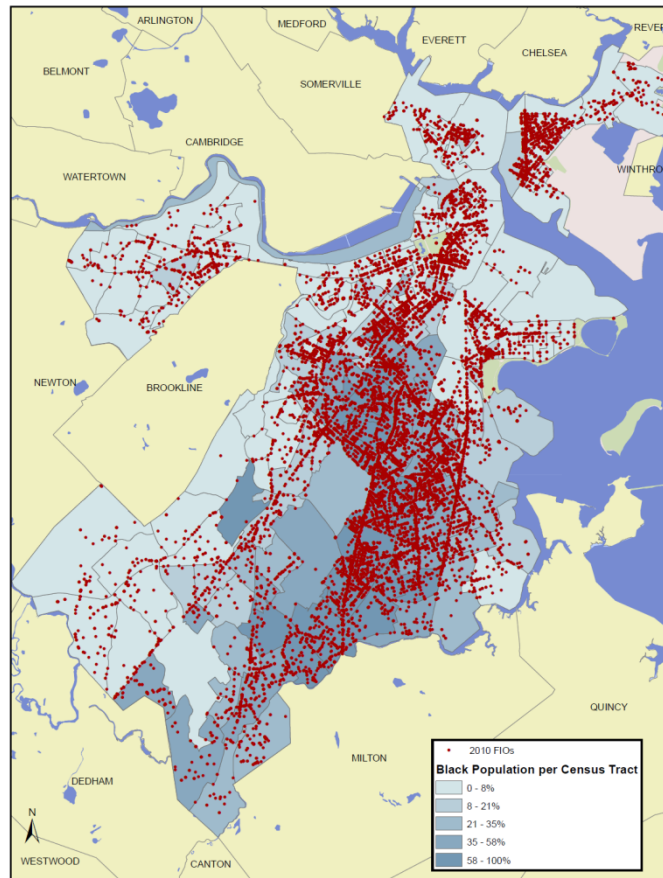 ARLINGTON
MEDFORD
EVERETT
REVER
CHELSEA
BELMONT
SOMERVILLE
CAMBRIDGE
WATERTOWN
WINTHRO
NEWTON
BROOKLINE
QUINCY
MILTON
DEDHAM
N
WESTWOOD
CANTON
2010 FIOs
Black Population per Census Tract
0 - 8%
8 - 21%
21 - 35%
35 - 58%
58 - 100%